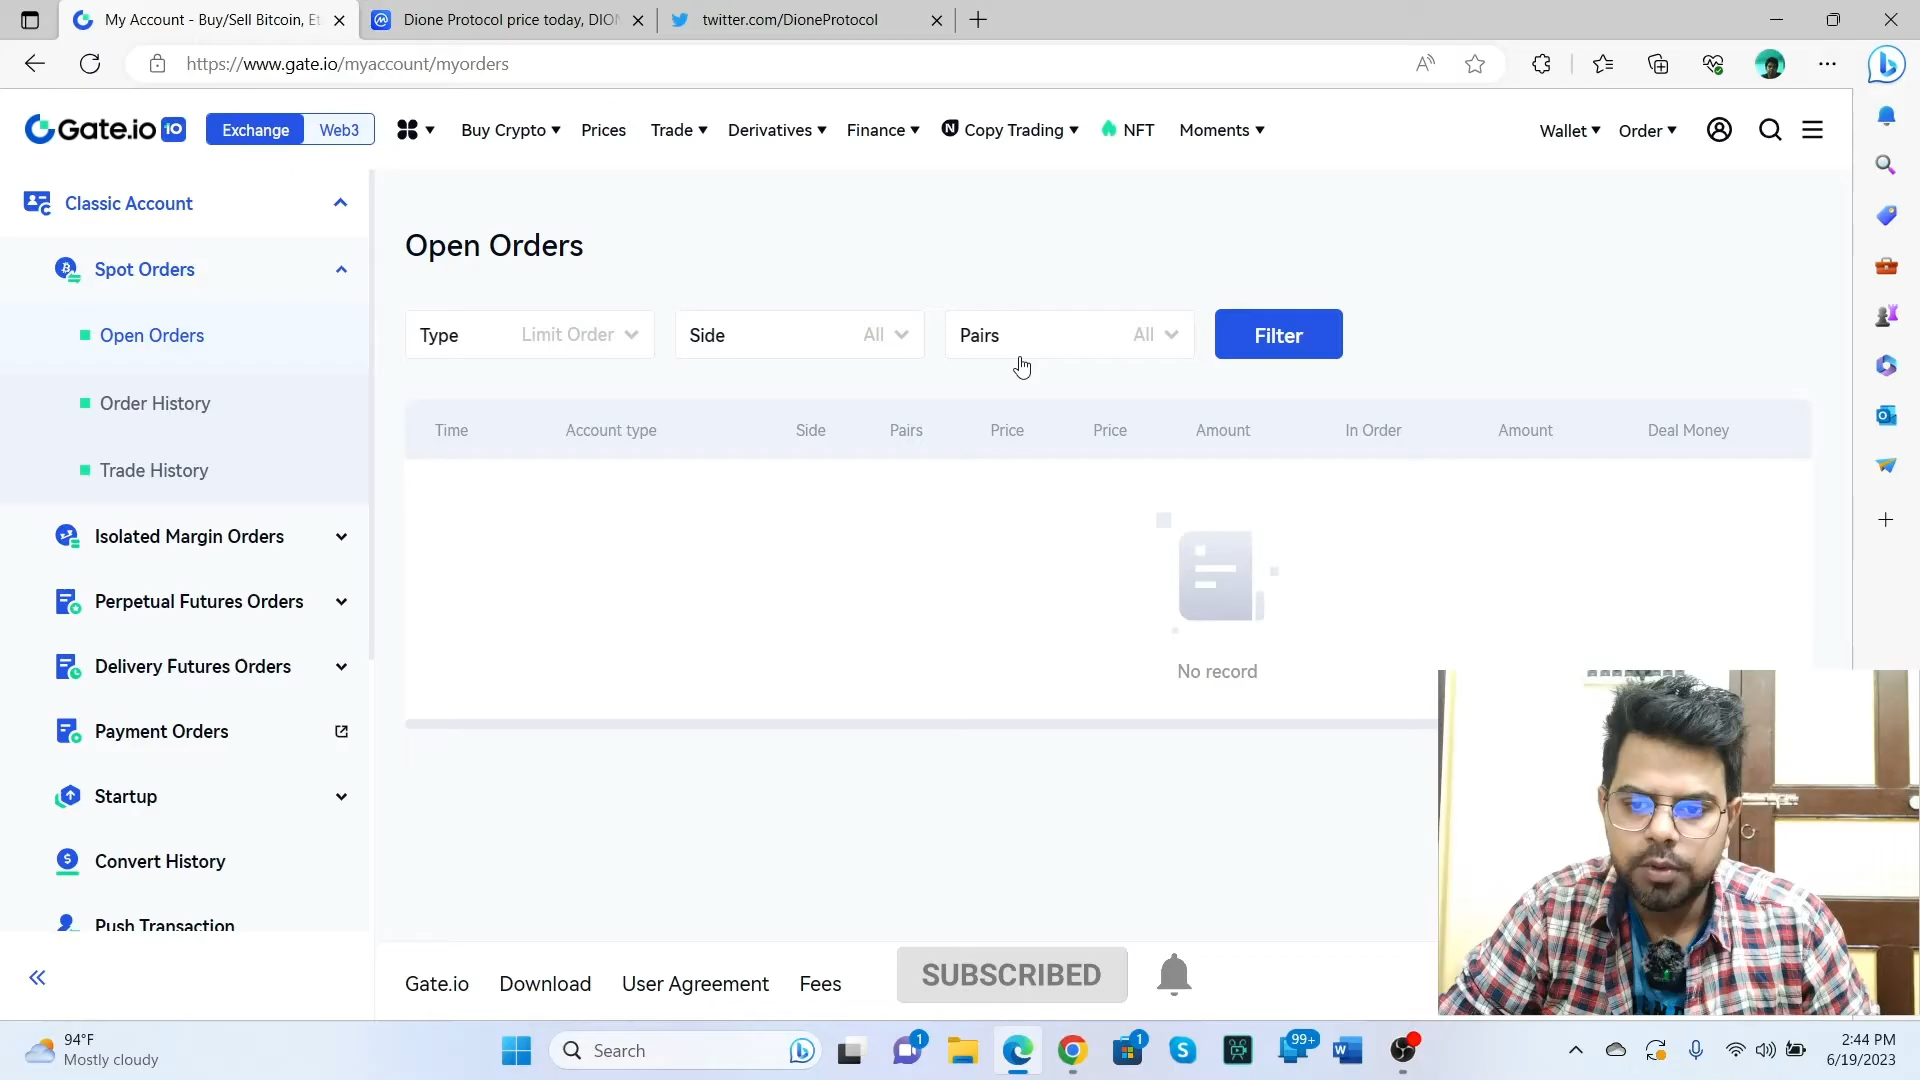 My Account - Buy/Sell Bitcoin, Et
Dione Protocol price today, DION
twitter.com/DioneProtocol
https://www.gate.io/myaccount/myorders
Gate.io 10
Exchange
Web3
Buy Crypto
Prices
Trade
Derivatives
Finance
Copy Trading
NFT
Moments
Wallet
Order
Classic Account
Spot Orders
Open Orders
Order History
Trade History
Isolated Margin Orders
Perpetual Futures Orders
Delivery Futures Orders
Payment Orders
Startup
Convert History
Push Transaction
Open Orders
Type Limit Order
Side All
Pairs All
Filter
Time Account type Side Pairs Price Price Amount In Order Amount Deal Money
No record
Gate.io Download User Agreement Fees
SUBSCRIBED
94°F
Mostly cloudy
Search
1
1
99+
2:44 PM
6/19/2023